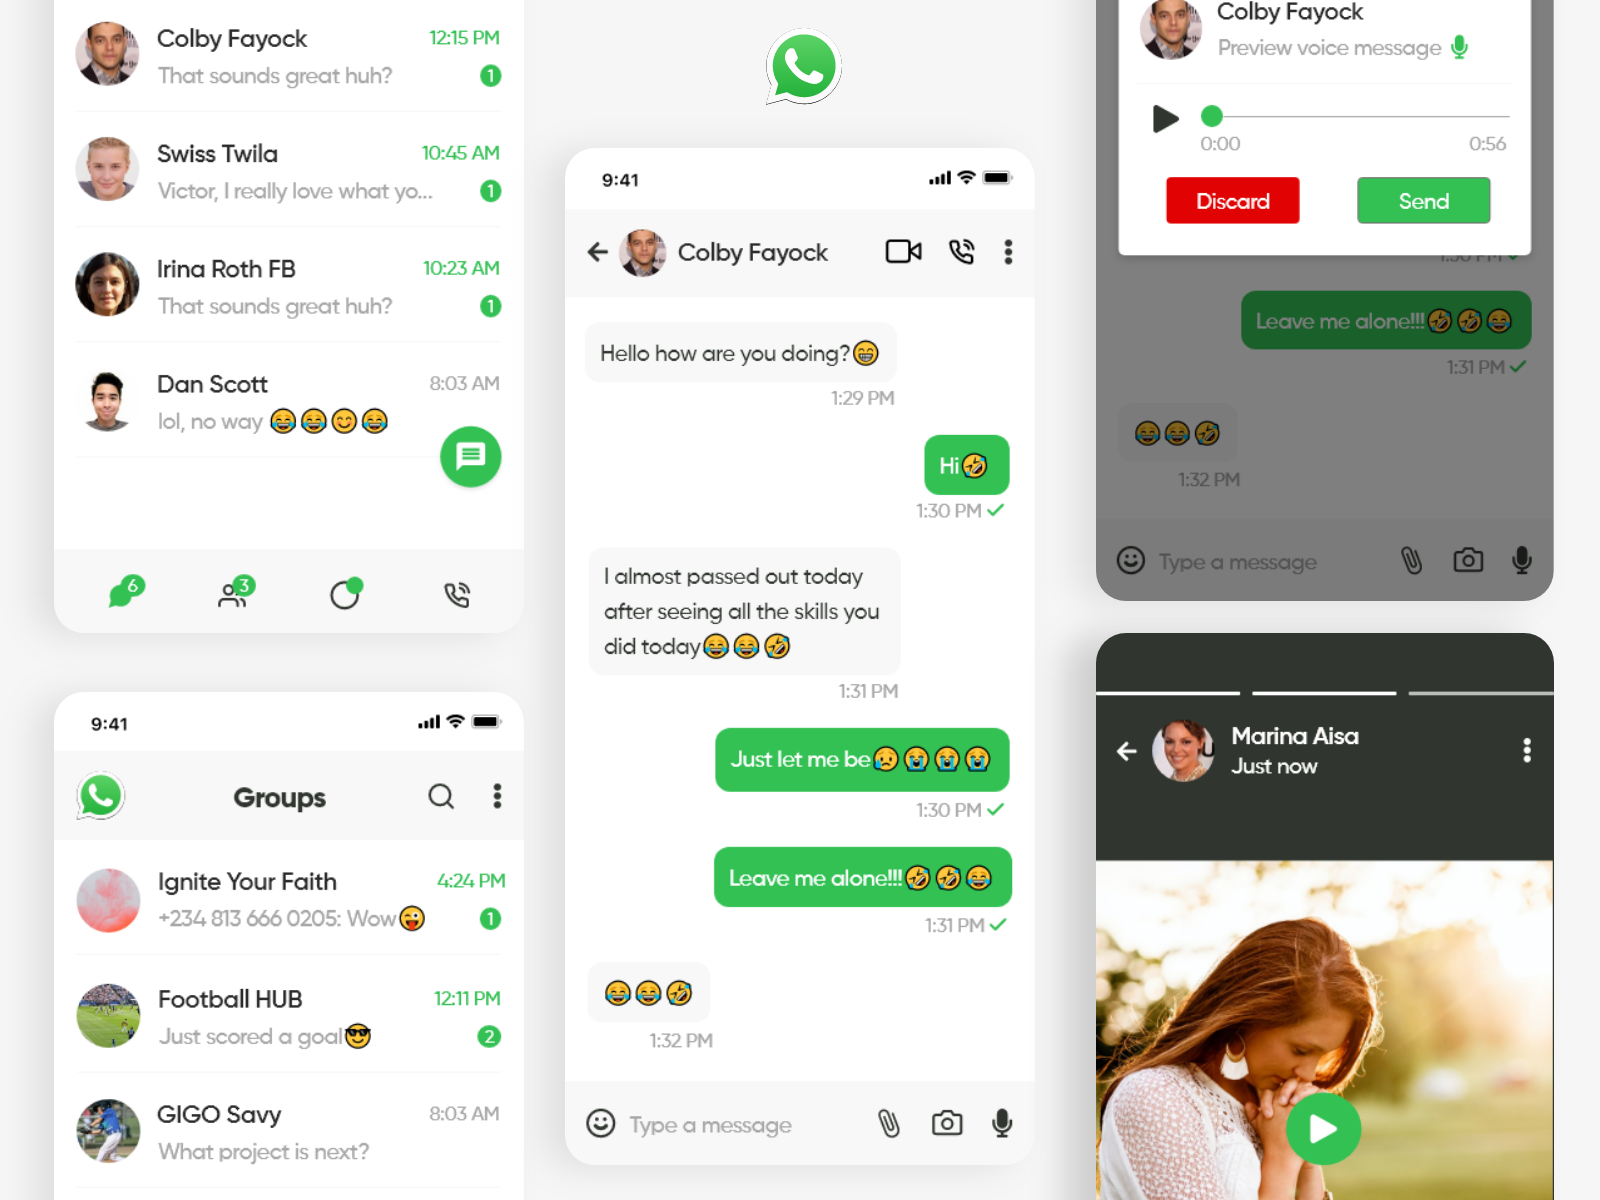 Colby Fayock
12:15 PM
That sounds great huh?
1
Swiss Twila
10:45 AM
Victor, I really love what yo...
1
Irina Roth FB
10:23 AM
That sounds great huh?
1
Dan Scott
8:03 AM
lol, no way 😂😂😊😂
6
3
9:41
Groups
Ignite Your Faith
4:24 PM
+234 813 666 0205: Wow😜
1
Football HUB
12:11 PM
Just scored a goal😎
2
GIGO Savy
8:03 AM
What project is next?
9:41
Colby Fayock
Hello how are you doing?😁
1:29 PM
Hi🤣
1:30 PM
I almost passed out today
after seeing all the skills you
did today😂😂🤣
1:31 PM
Just let me be😥😭😭😭
1:30 PM
Leave me alone!!!🤣🤣😂
1:31 PM
😂😂🤣
1:32 PM
Type a message
Colby Fayock
Preview voice message
0:00
0:56
Discard
Send
1:30 PM
Leave me alone!!!🤣🤣😂
1:31 PM
😂😂🤣
1:32 PM
Type a message
Marina Aisa
Just now